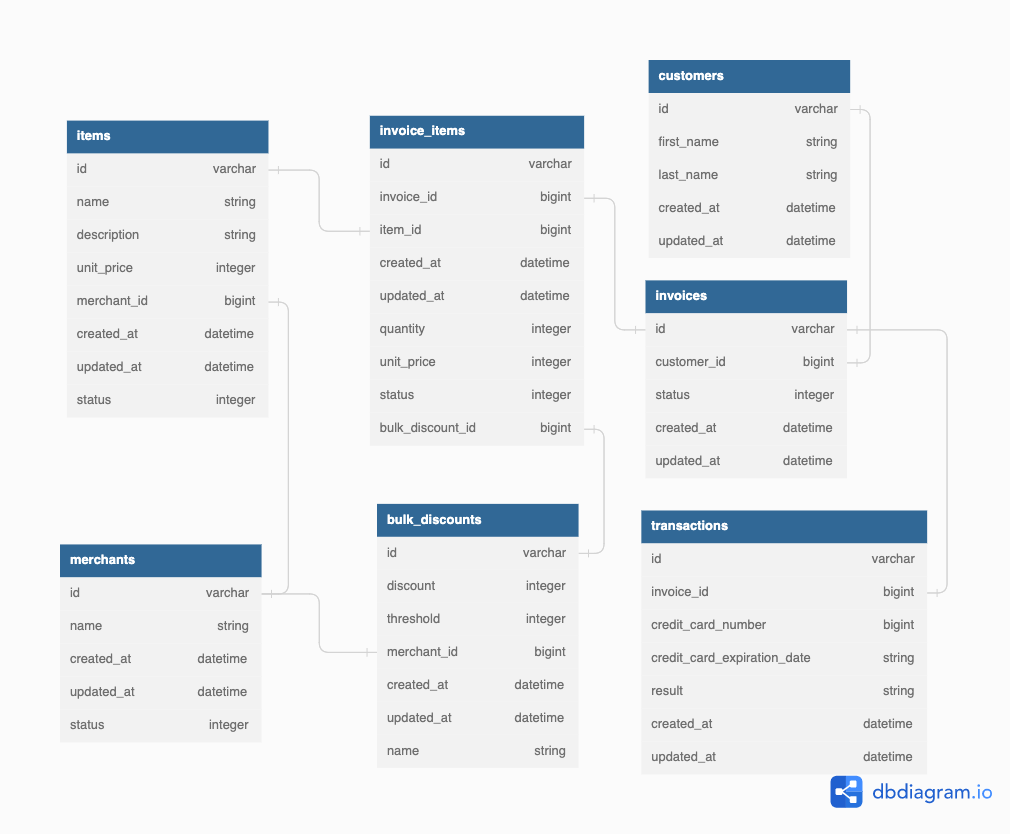 items
id varchar
name string
description string
unit_price integer
merchant_id bigint
created_at datetime
updated_at datetime
status integer
invoice_items
id varchar
invoice_id bigint
item_id bigint
created_at datetime
updated_at datetime
quantity integer
unit_price integer
status integer
bulk_discount_id bigint
customers
id varchar
first_name string
last_name string
created_at datetime
updated_at datetime
invoices
id varchar
customer_id bigint
status integer
created_at datetime
updated_at datetime
merchants
id varchar
name string
created_at datetime
updated_at datetime
status integer
bulk_discounts
id varchar
discount integer
threshold integer
merchant_id bigint
created_at datetime
updated_at datetime
name string
transactions
id varchar
invoice_id bigint
credit_card_number bigint
credit_card_expiration_date string
result string
created_at datetime
updated_at datetime
dbdiagram.io